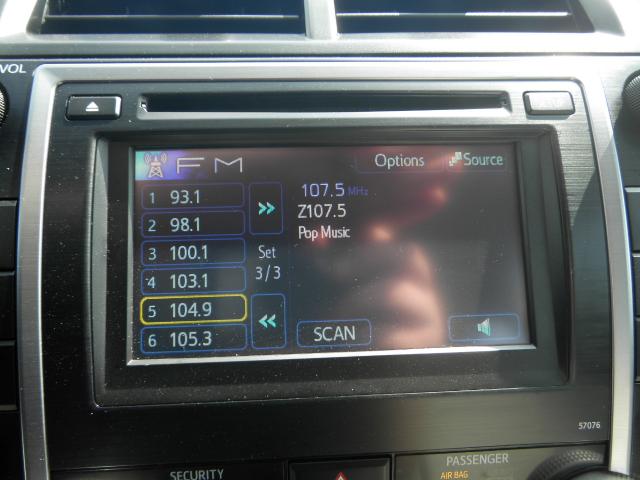 VOL
FM
Options
Source
1 93.1
2 98.1
3 100.1
4 103.1
5 104.9
6 105.3
Set
3/3
107.5 MHz
Z107.5
Pop Music
SCAN
57076
SECURITY
PASSENGER
AIR BAG